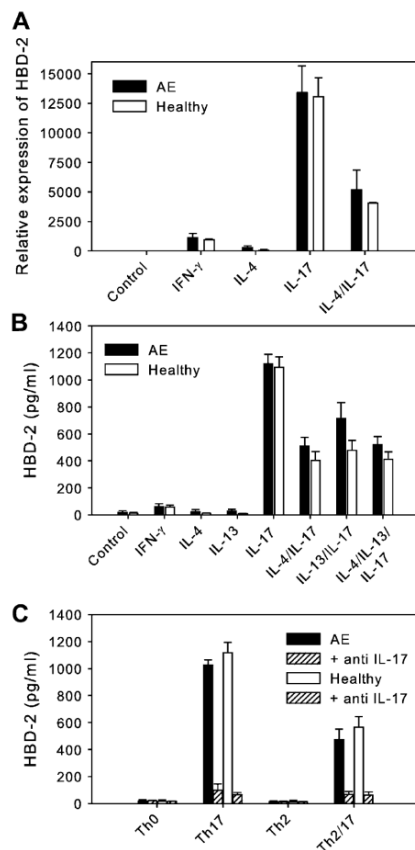 A
Relative expression of HBD-2
15000
12500
10000
7500
5000
2500
0
AE
Healthy
Control
IFN-γ
IL-4
IL-17
IL-4/IL-17
B
HBD-2 (pg/ml)
1400
1200
1000
800
600
400
200
0
AE
Healthy
Control
IFN-γ
IL-4
IL-13
IL-17
IL-4/IL-17
IL-13/IL-17
IL-4/IL-13/
IL-17
C
HBD-2 (pg/ml)
1400
1200
1000
800
600
400
200
0
AE
+ anti IL-17
Healthy
+ anti IL-17
Th0
Th17
Th2
Th2/17